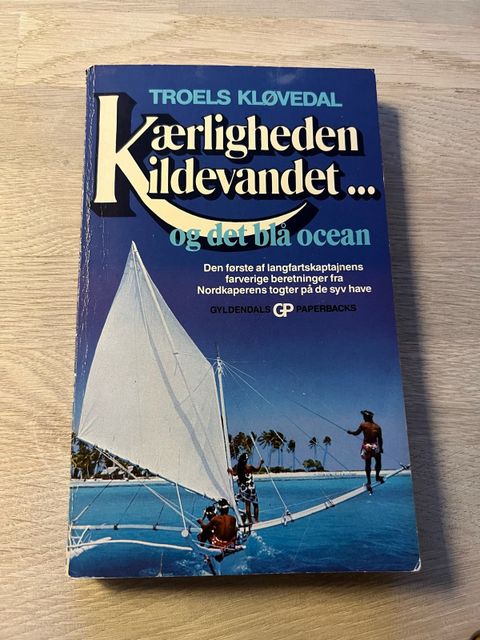 TROELS KLØVEDAL
Kærligheden
Kildevandet...
og det blå ocean
Den første af langfartskaptajnens
farverige beretninger fra
Nordkaperens togter på de syv have
GYLDENDALS GP PAPERBACKS